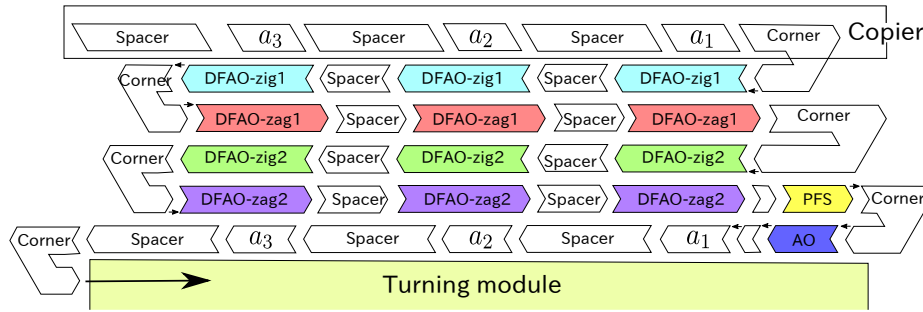 Spacer a₃ Spacer a₂ Spacer a₁ Corner Copier
Corner DFAO-zig1 Spacer DFAO-zig1 Spacer DFAO-zig1
DFAO-zag1 Spacer DFAO-zag1 Spacer DFAO-zag1 Corner
Corner DFAO-zig2 Spacer DFAO-zig2 Spacer DFAO-zig2
DFAO-zag2 Spacer DFAO-zag2 Spacer DFAO-zag2 PFS Corner
Corner Spacer a₃ Spacer a₂ Spacer a₁ AO
Turning module